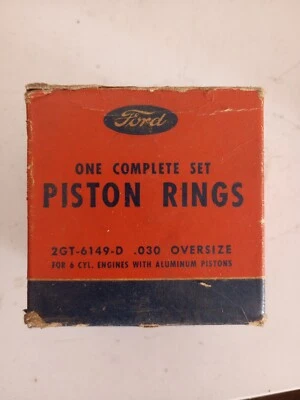 Ford
ONE COMPLETE SET
PISTON RINGS
2GT-6149-D .030 OVERSIZE
FOR 6 CYL. ENGINES WITH ALUMINUM PISTONS